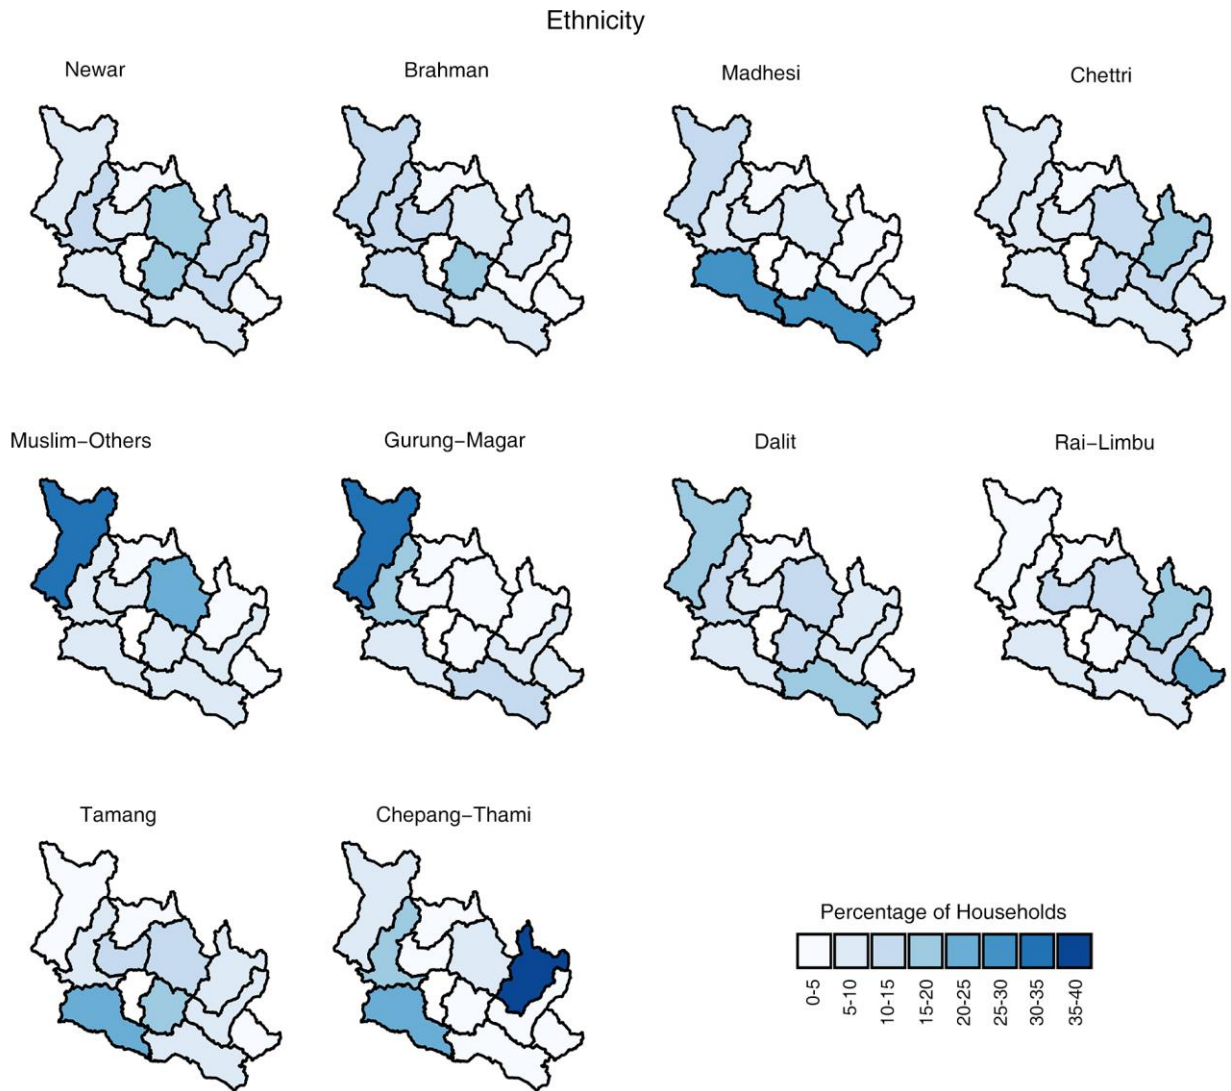 Ethnicity
Newar
Brahman
Madhesi
Chettri
Muslim−Others
Gurung−Magar
Dalit
Rai−Limbu
Tamang
Chepang−Thami
Percentage of Households
0-5
5-10
10-15
15-20
20-25
25-30
30-35
35-40